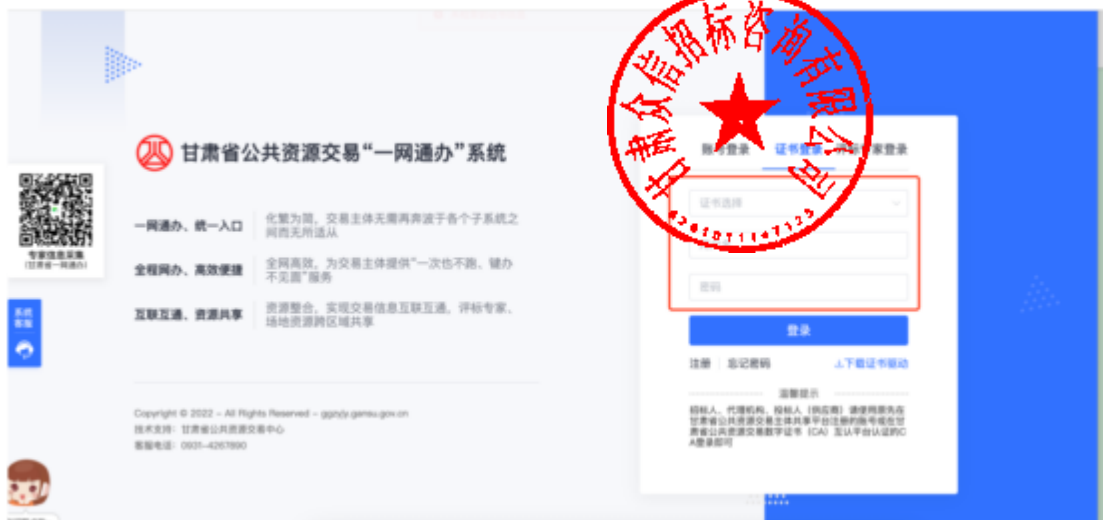 甘肃众信招标咨询有限公司
甘肃省公共资源交易“一网通办”系统
账号登录 证书登录 评标专家登录
证书选择
专家信息采集
(甘肃省一网通办)
一网通办、统一入口
化繁为简，交易主体无需再奔波于各个子系统之
间而无所适从
全程网办、高效便捷
全网高效，为交易主体提供“一次也不跑、键办
不见面”服务
互联互通、资源共享
资源整合，实现交易信息互联互通，评标专家、
场地资源跨区域共享
系统
客服
密码
登录
注册 忘记密码 下载证书驱动
温馨提示
招标人、代理机构、投标人（供应商）请使用原先在
甘肃省公共资源交易主体共享平台注册的账号或在甘
肃省公共资源交易数字证书（CA）互认平台认证的C
A登录即可
Copyright © 2022 - All Rights Reserved - ggzyjy.gansu.gov.cn
技术支持：甘肃省公共资源交易中心
客服电话：0931-4267890